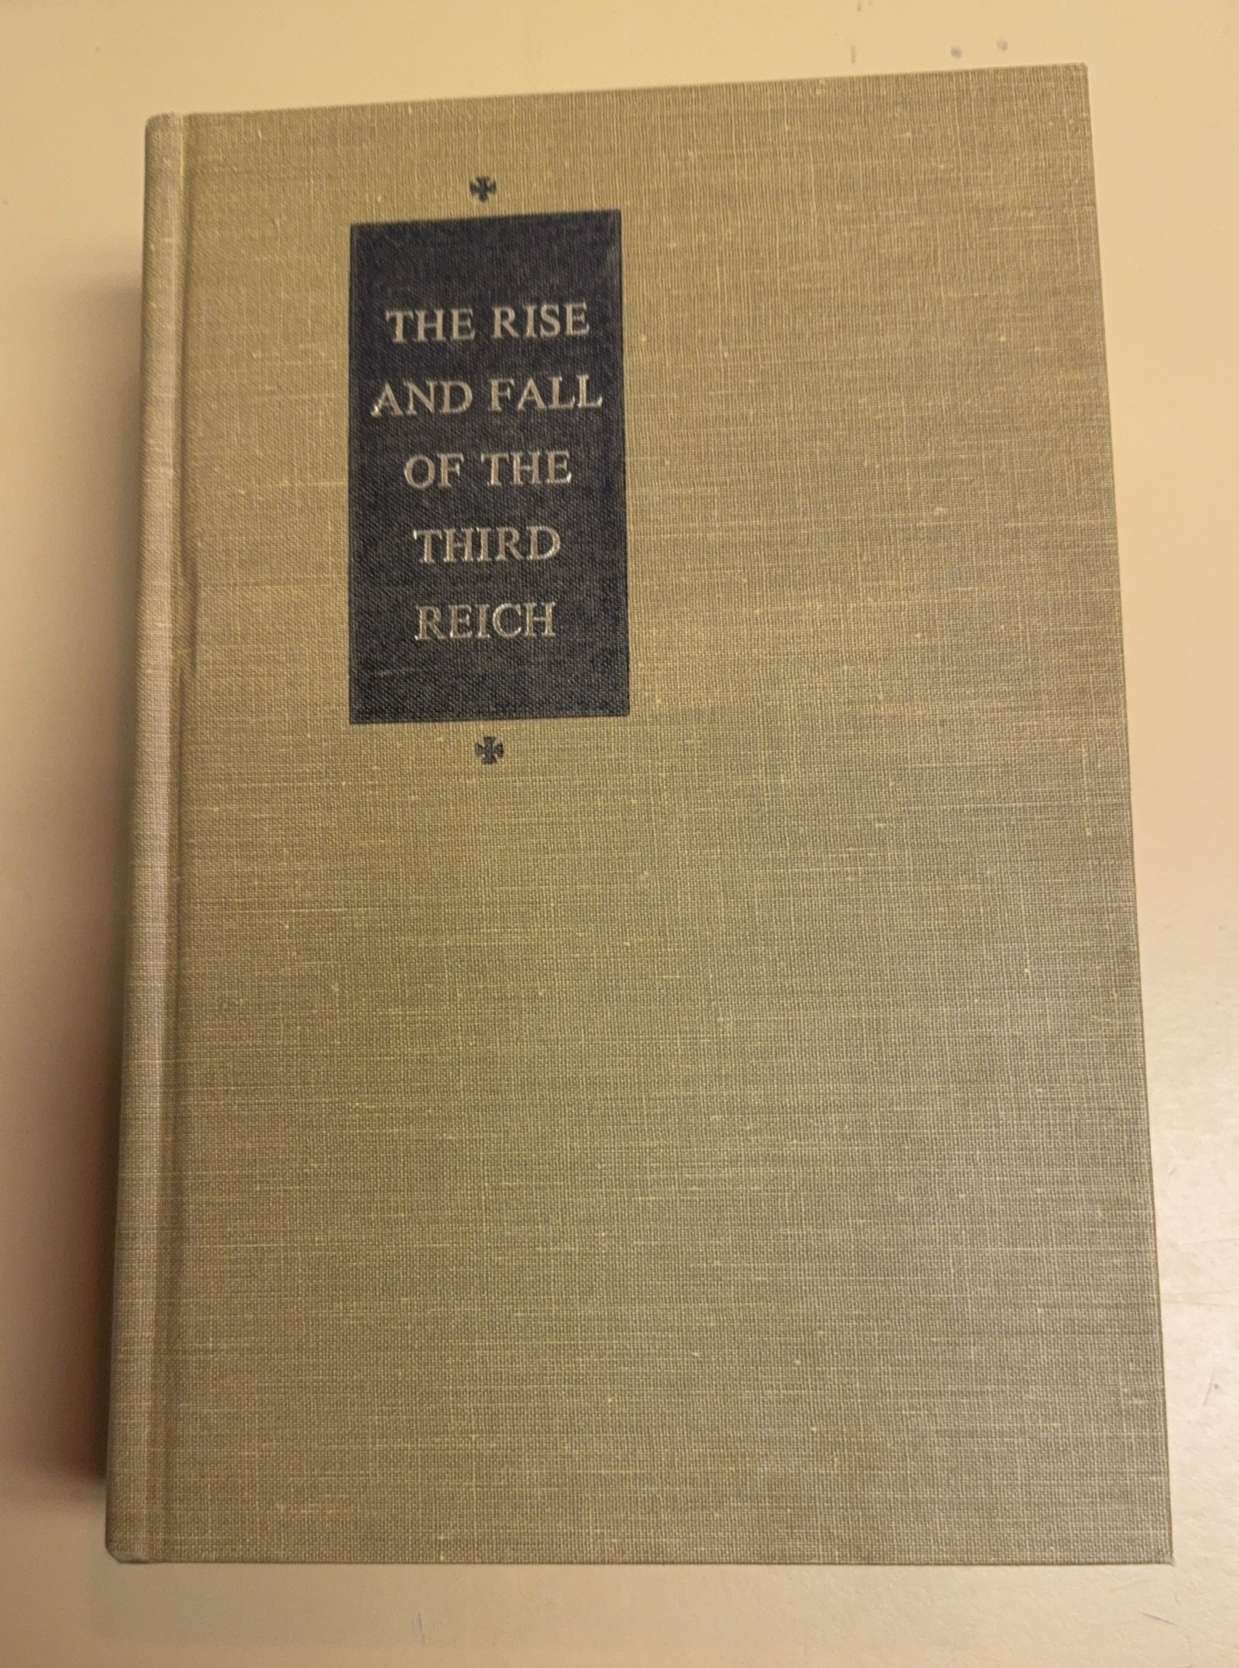 THE RISE
AND FALL
OF THE
THIRD
REICH